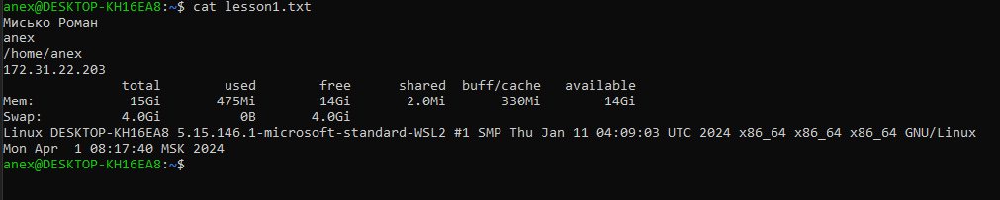 anex@DESKTOP-KH16EA8:~$ cat lesson1.txt
Мисько Роман
anex
/home/anex
172.31.22.203
              total        used        free      shared  buff/cache   available
Mem:           15Gi       475Mi        14Gi       2.0Mi       330Mi        14Gi
Swap:         4.0Gi          0B       4.0Gi
Linux DESKTOP-KH16EA8 5.15.146.1-microsoft-standard-WSL2 #1 SMP Thu Jan 11 04:09:03 UTC 2024 x86_64 x86_64 x86_64 GNU/Linux
Mon Apr  1 08:17:40 MSK 2024
anex@DESKTOP-KH16EA8:~$